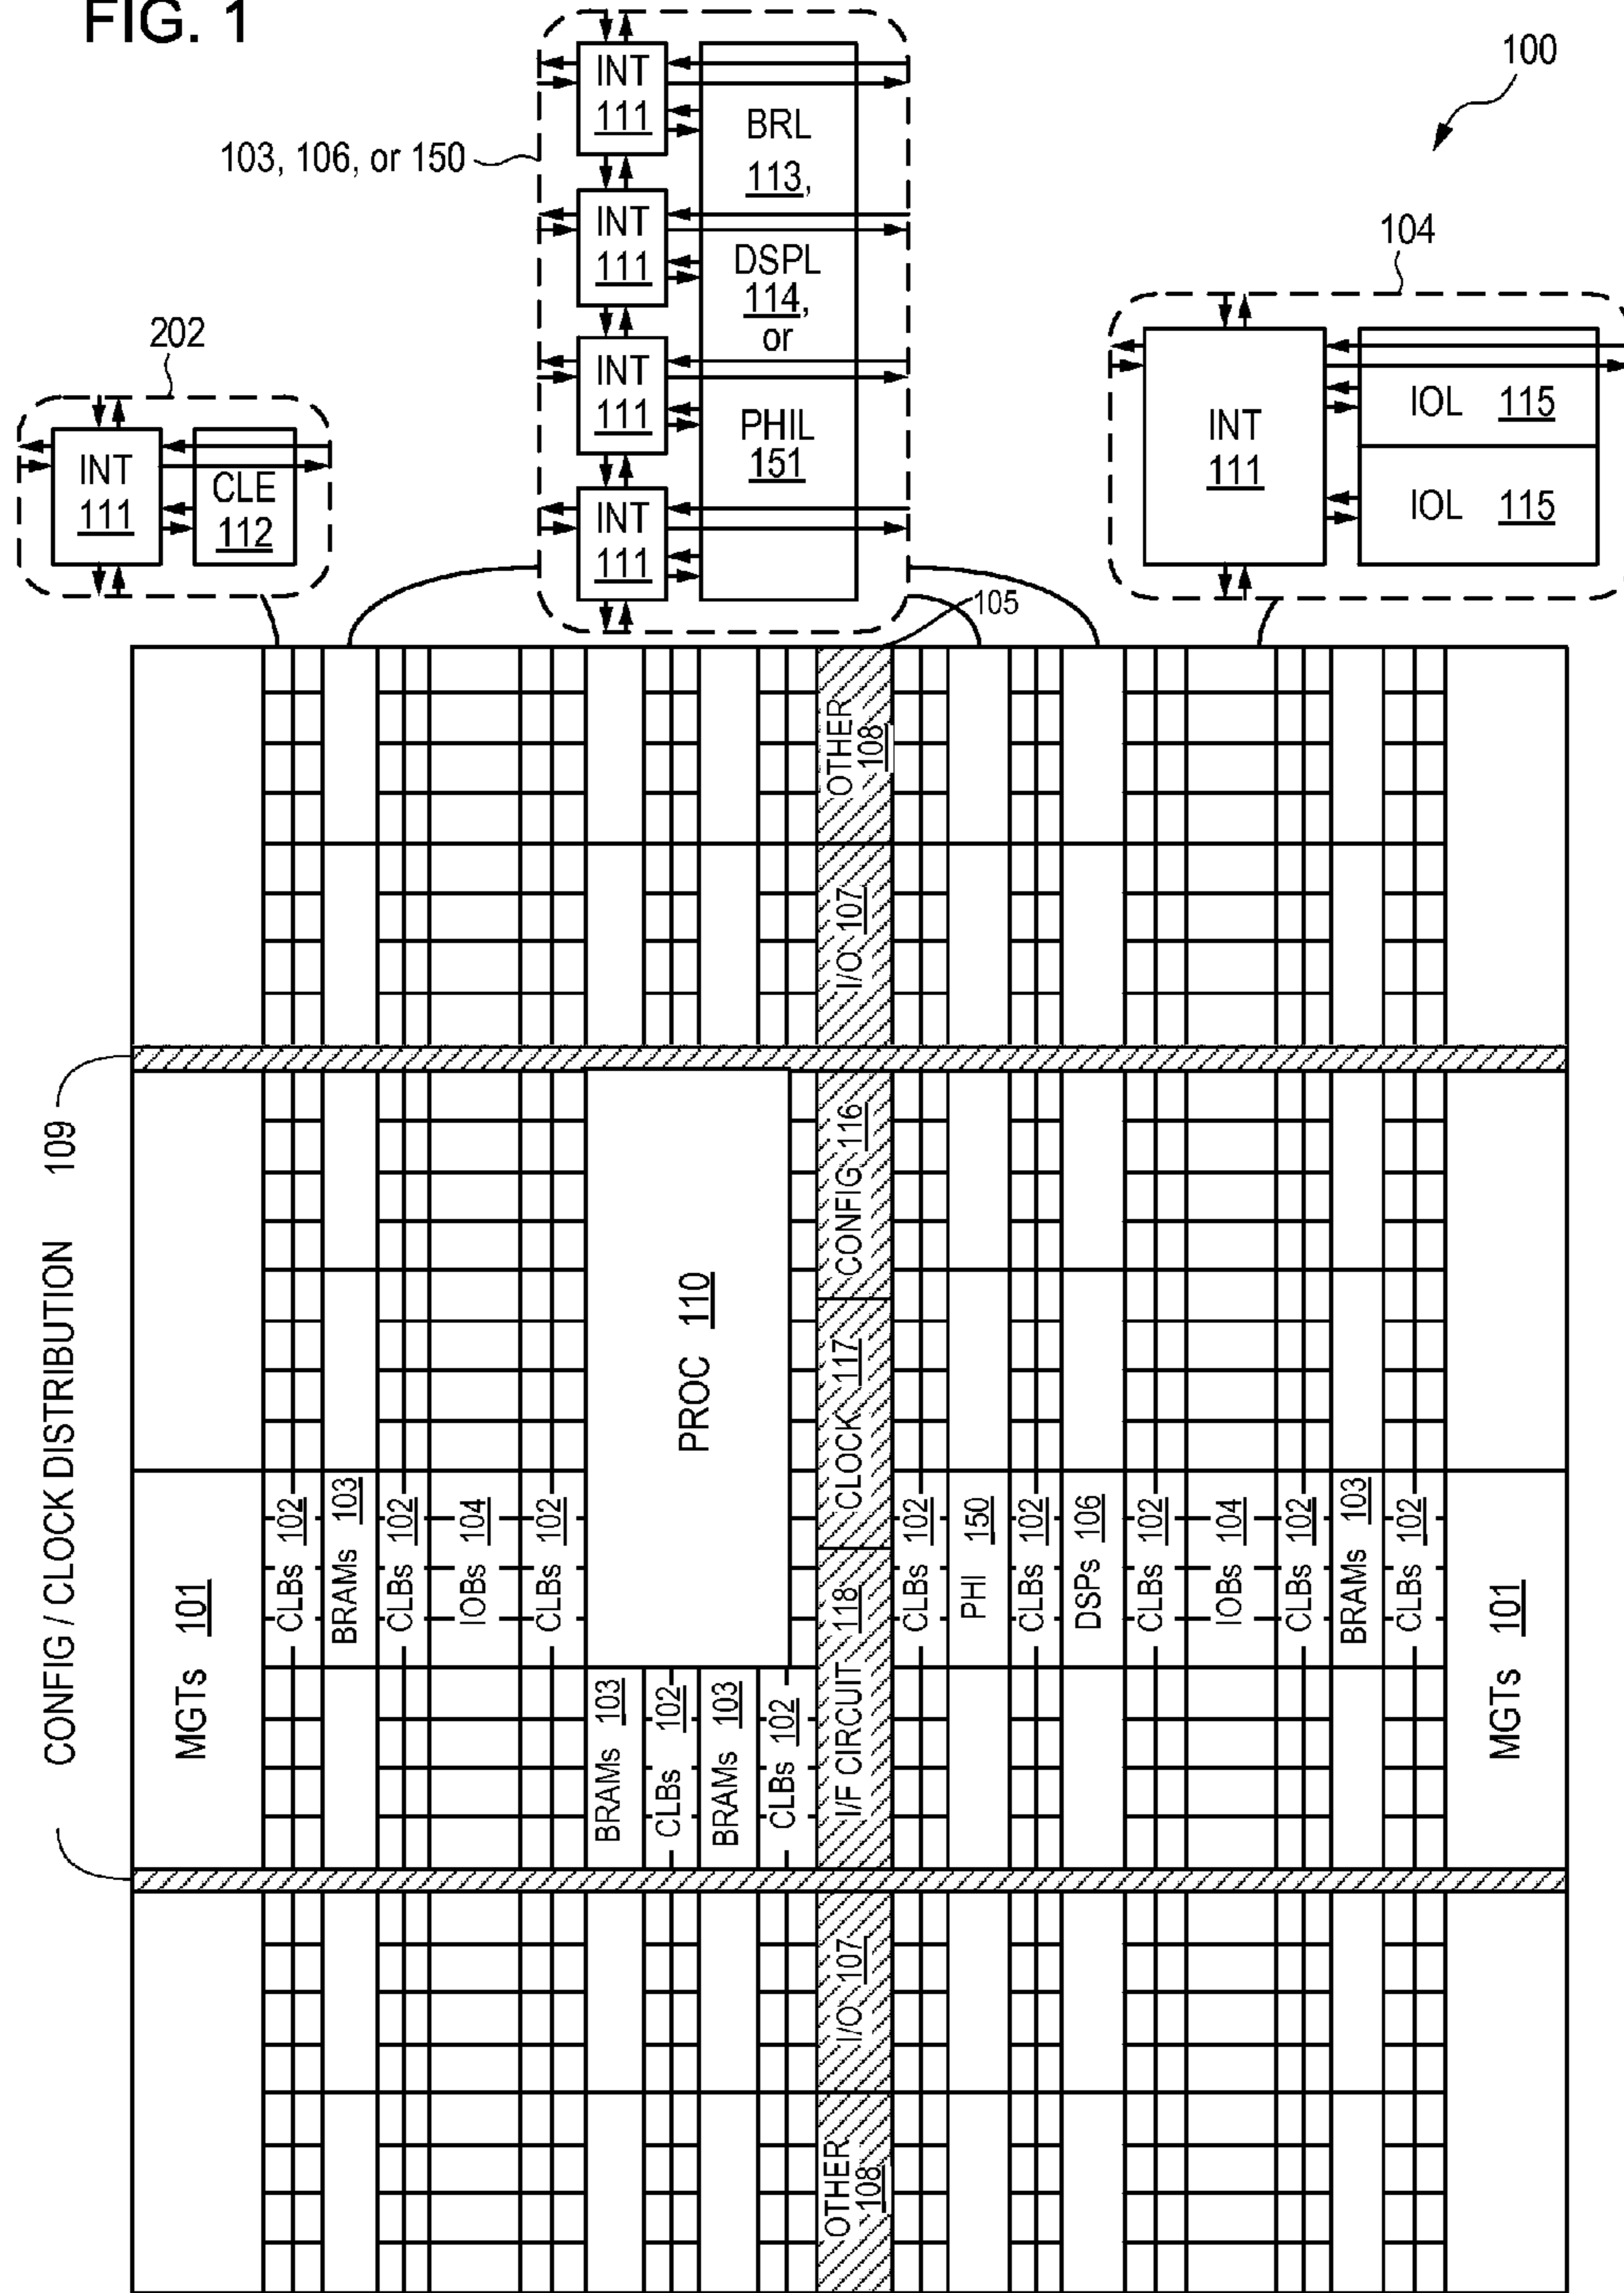 FIG. 1
100
103, 106, or 150
INT
111
INT
111
INT
111
INT
111
BRL
113,
DSPL
114,
or
PHIL
151
104
INT
111
IOL 115
IOL 115
202
INT
111
CLE
112
105
OTHER
108
I/O 107
CONFIG / CLOCK DISTRIBUTION 109
CONFIG 116
CLOCK 117
I/F CIRCUIT 118
PROC 110
MGTs 101
CLBs 102
BRAMs 103
CLBs 102
IOBs 104
CLBs 102
BRAMs 103
CLBs 102
BRAMs 103
CLBs 102
CLBs 102
PHI 150
CLBs 102
DSPs 106
CLBs 102
IOBs 104
CLBs 102
BRAMs 103
CLBs 102
MGTs 101
I/O 107
OTHER
108